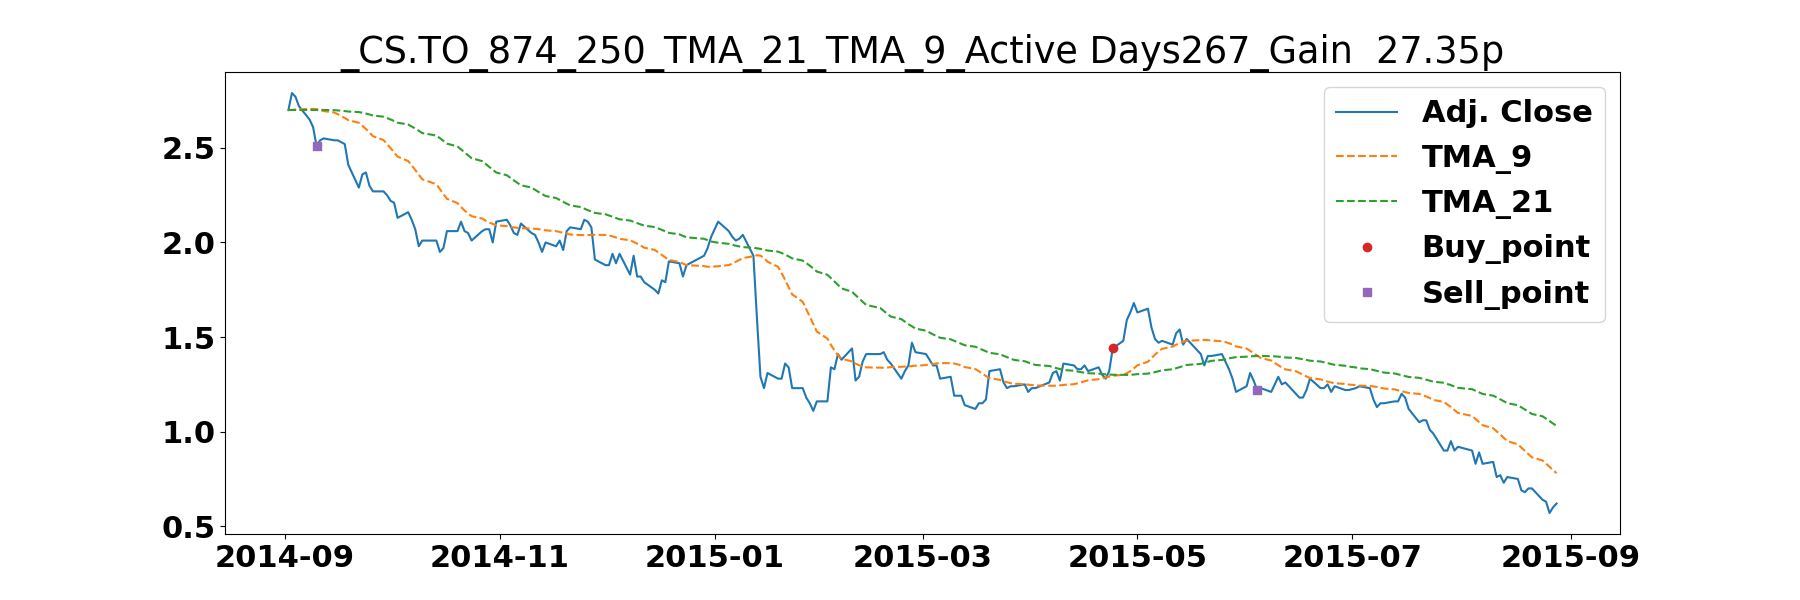 _CS.TO_874_250_TMA_21_TMA_9_Active Days267_Gain  27.35p
Adj. Close
TMA_9
TMA_21
Buy_point
Sell_point
2.5
2.0
1.5
1.0
0.5
2014-09 2014-11 2015-01 2015-03 2015-05 2015-07 2015-09